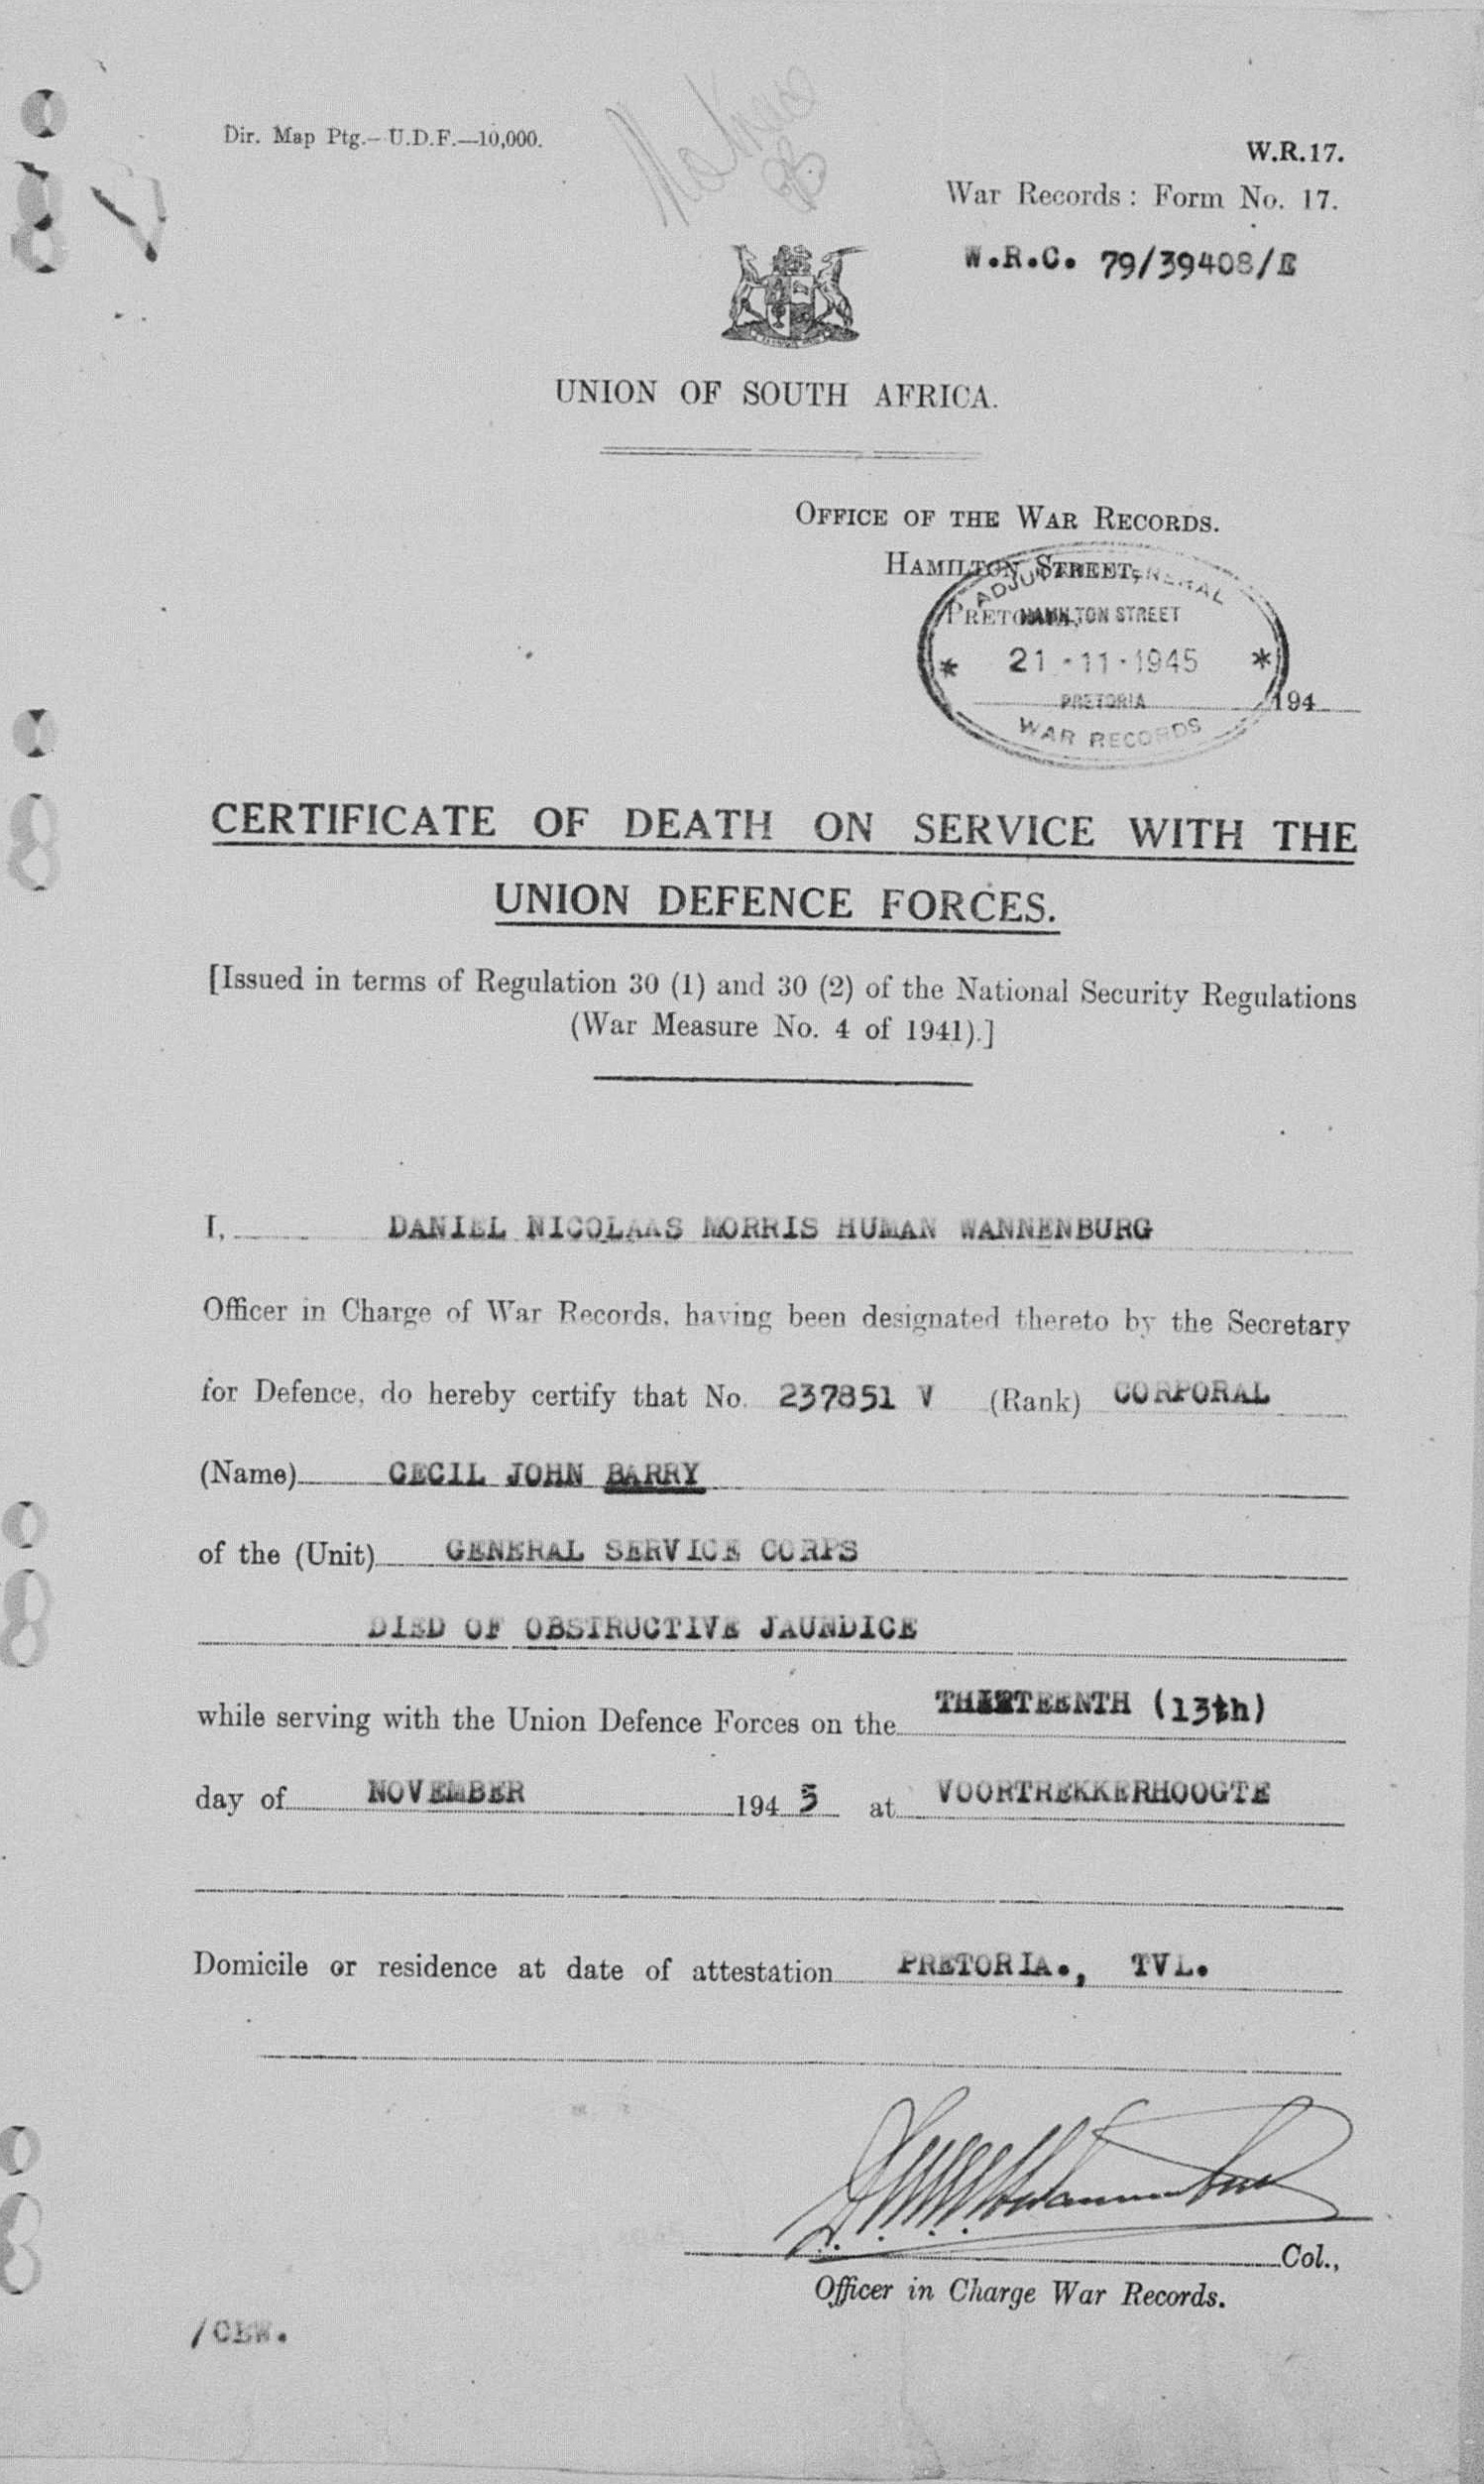 Dir. Map Ptg.—U.D.F.—10,000.
W.R.17.
War Records: Form No. 17.
W.R.C. 79/39408/E
UNION OF SOUTH AFRICA.
OFFICE OF THE WAR RECORDS.
HAMILTON STREET,
PRETORIA,
ADJUTANT GENERAL
HAMILTON STREET
* 21-11-1945 *
PRETORIA
WAR RECORDS
194
CERTIFICATE OF DEATH ON SERVICE WITH THE
UNION DEFENCE FORCES.
[Issued in terms of Regulation 30 (1) and 30 (2) of the National Security Regulations
(War Measure No. 4 of 1941).]
I, DANIEL NICOLAAS MORRIS HUMAN WANNENBURG
Officer in Charge of War Records, having been designated thereto by the Secretary
for Defence, do hereby certify that No. 237851 V (Rank) CORPORAL
(Name) CECIL JOHN BARRY
of the (Unit) GENERAL SERVICE CORPS
DIED OF OBSTRUCTIVE JAUNDICE
while serving with the Union Defence Forces on the THIRTEENTH (13th)
day of NOVEMBER 1945 at VOORTREKKERHOOGTE
Domicile or residence at date of attestation PRETORIA., TVL.
Col.,
Officer in Charge War Records.
/CEW.